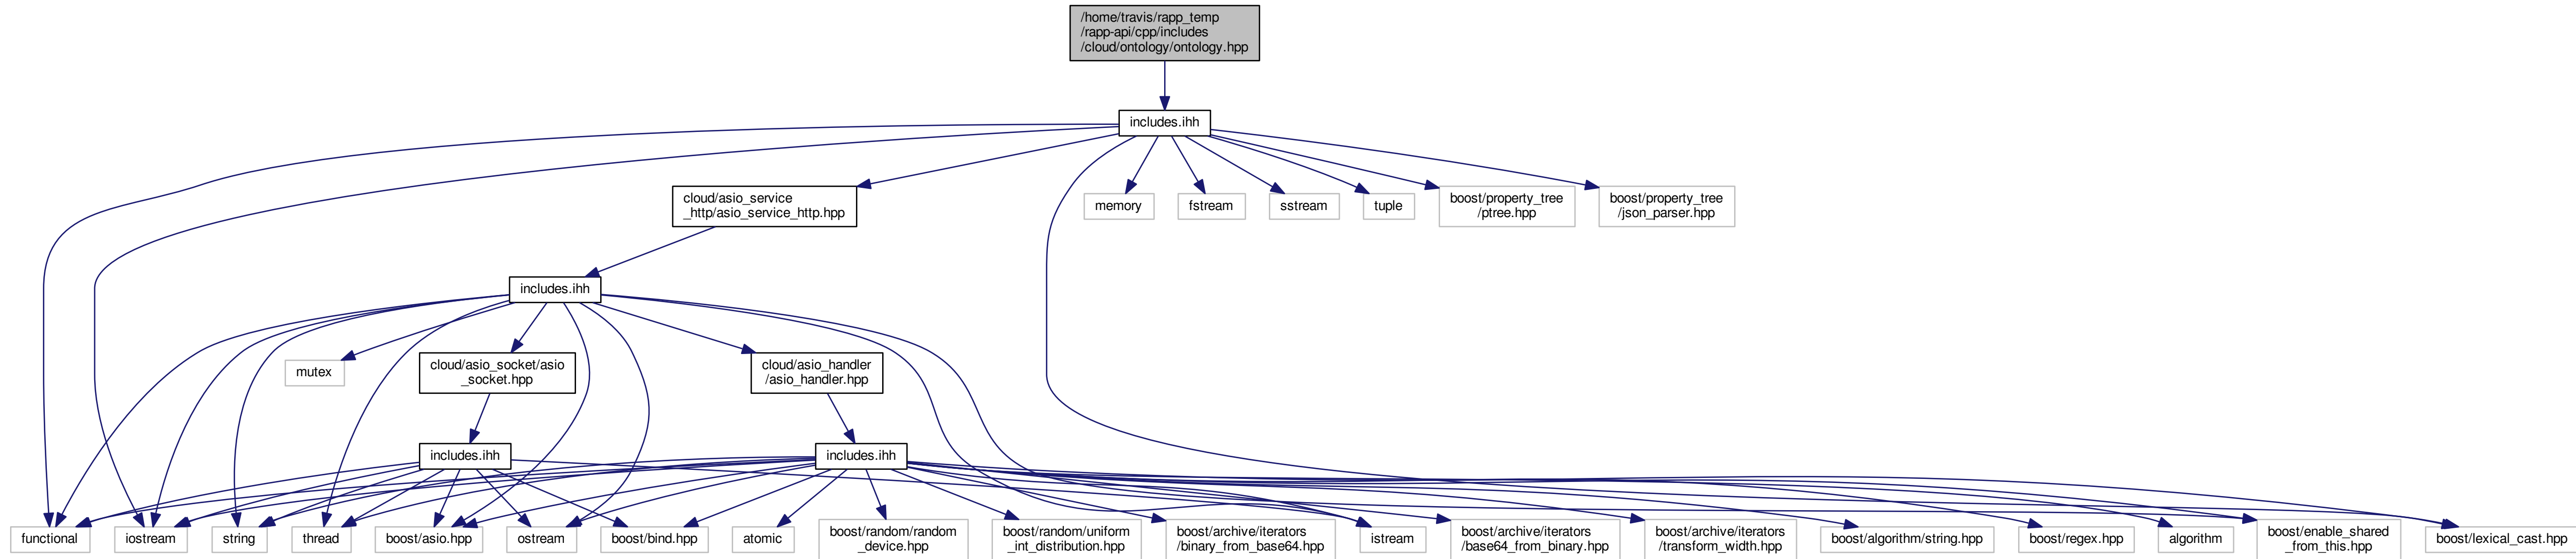 /home/travis/rapp_temp
/rapp-api/cpp/includes
/cloud/ontology/ontology.hpp
includes.ihh
cloud/asio_service
_http/asio_service_http.hpp
memory
fstream
sstream
tuple
boost/property_tree
/ptree.hpp
boost/property_tree
/json_parser.hpp
includes.ihh
mutex
cloud/asio_socket/asio
_socket.hpp
cloud/asio_handler
/asio_handler.hpp
includes.ihh
includes.ihh
functional
iostream
string
thread
boost/asio.hpp
ostream
boost/bind.hpp
atomic
boost/random/random
_device.hpp
boost/random/uniform
_int_distribution.hpp
boost/archive/iterators
/binary_from_base64.hpp
istream
boost/archive/iterators
/base64_from_binary.hpp
boost/archive/iterators
/transform_width.hpp
boost/algorithm/string.hpp
boost/regex.hpp
algorithm
boost/enable_shared
_from_this.hpp
boost/lexical_cast.hpp